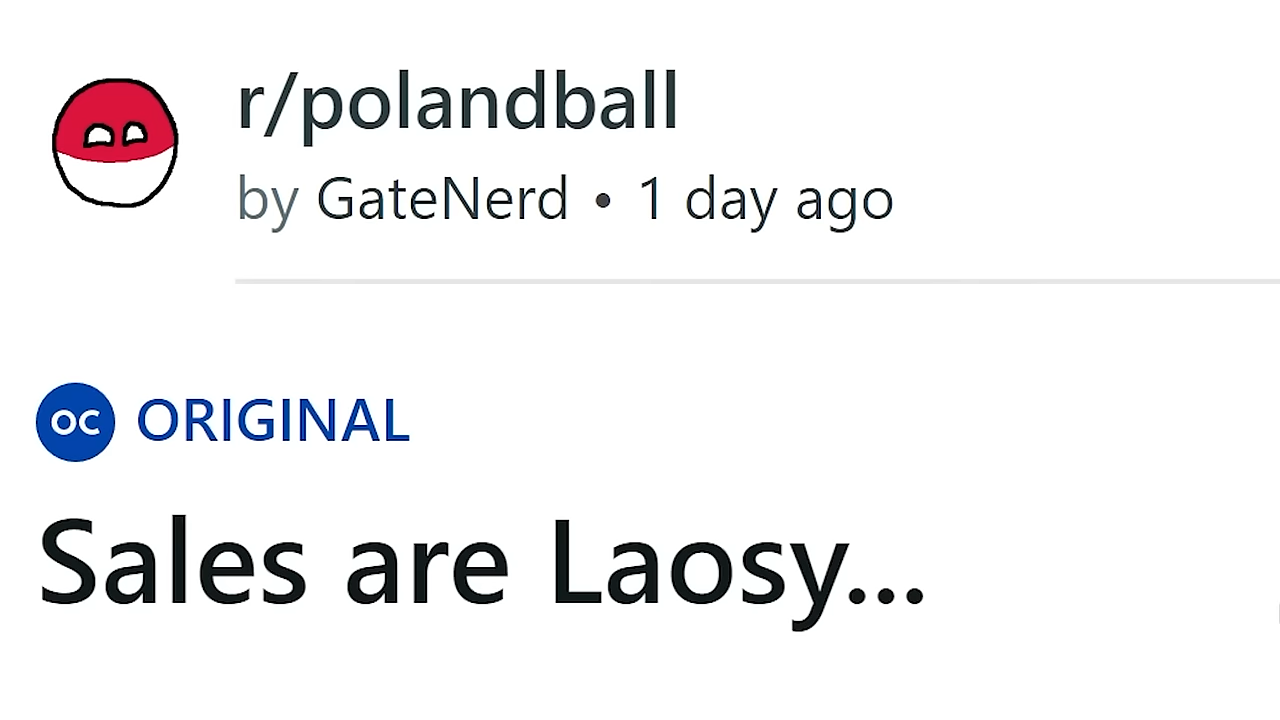 r/polandball
by GateNerd • 1 day ago
OC ORIGINAL
Sales are Laosy...